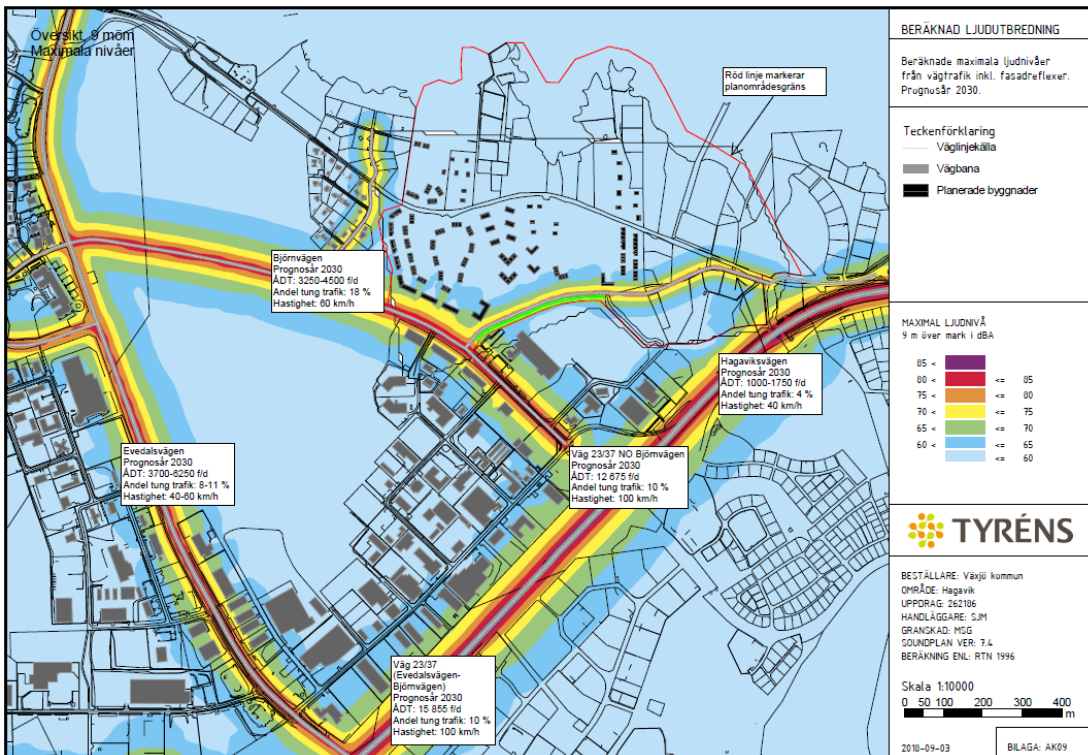 Översikt, 9 möm
Maximala nivåer
Röd linje markerar
planområdesgräns
Björnvägen
Prognosår 2030
ÅDT: 3250-4500 f/d
Andel tung trafik: 18 %
Hastighet: 60 km/h
Hagaviksvägen
Prognosår 2030
ÅDT: 1000-1750 f/d
Andel tung trafik: 4 %
Hastighet: 40 km/h
Evedalsvägen
Prognosår 2030
ÅDT: 3700-6250 f/d
Andel tung trafik: 8-11 %
Hastighet: 40-60 km/h
Väg 23/37 NO Björnvägen
Prognosår 2030
ÅDT: 12 675 f/d
Andel tung trafik: 10 %
Hastighet: 100 km/h
Väg 23/37
(Evedalsvägen-
Björnvägen)
Prognosår 2030
ÅDT: 15 855 f/d
Andel tung trafik: 10 %
Hastighet: 100 km/h
BERÄKNAD LJUDUTBREDNING
Beräknade maximala ljudnivåer
från vägtrafik inkl. fasadreflexer.
Prognosår 2030.
Teckenförklaring
Väglinjekälla
Vägbana
Planerade byggnader
MAXIMAL LJUDNIVÅ
9 m över mark i dBA
85 <
80 < <= 85
75 < <= 80
70 < <= 75
65 < <= 70
60 < <= 65
<= 60
TYRÉNS
BESTÄLLARE: Växjö kommun
OMRÅDE: Hagavik
UPPDRAG: 262186
HANDLÄGGARE: SJM
GRANSKAD: MSG
SOUNDPLAN VER: 7.4
BERÄKNING ENL: RTN 1996
Skala 1:10000
0 50 100 200 300 400
m
2018-09-03 BILAGA: AK09